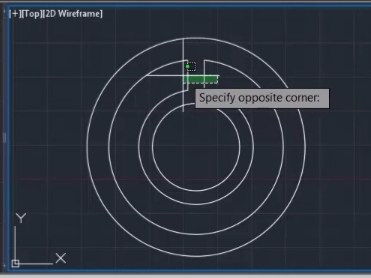 [+][Top][2D Wireframe]
Specify opposite corner:
Y
X